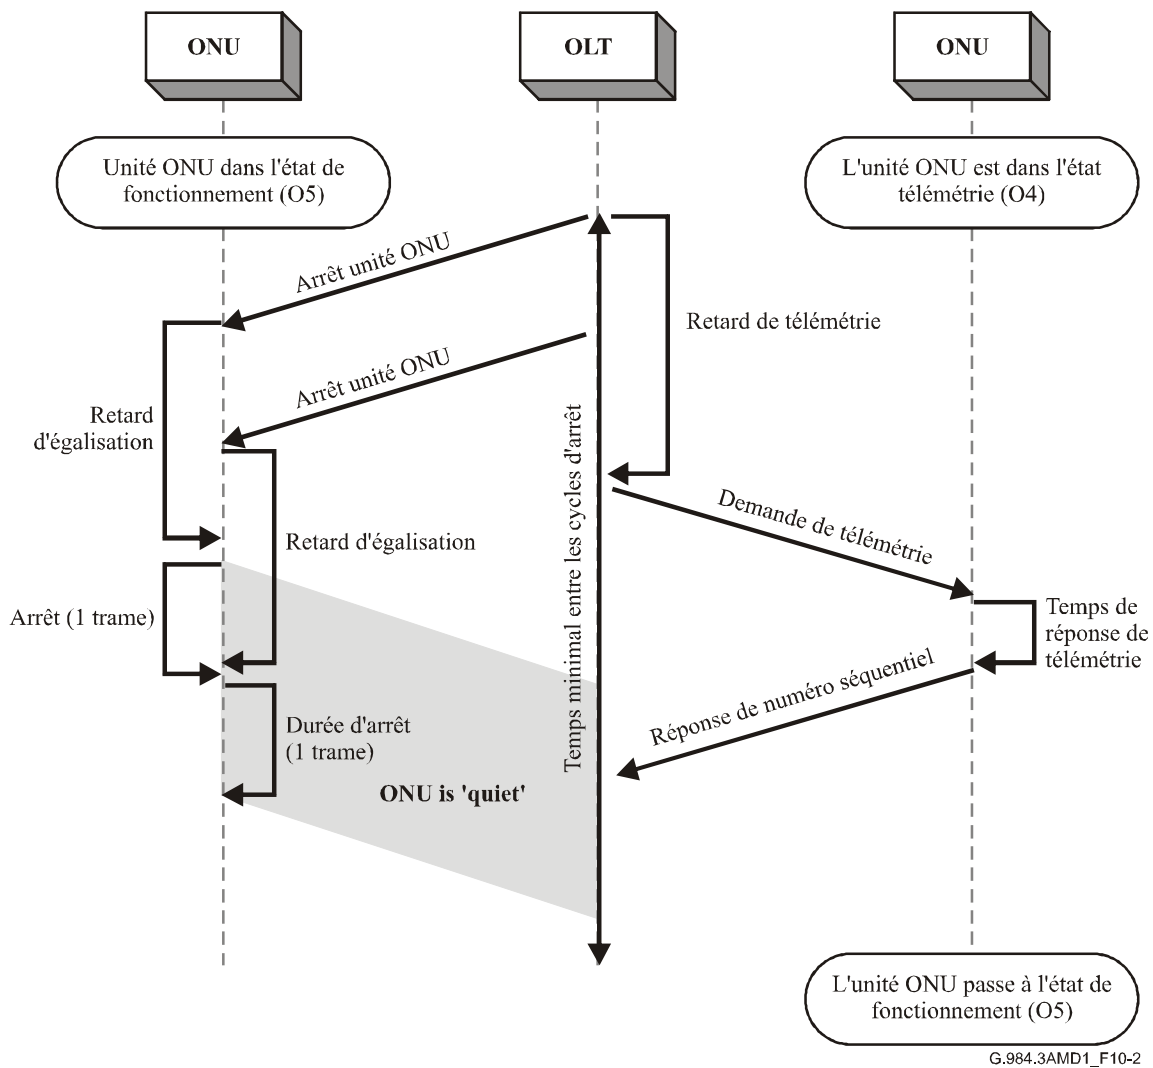 ONU
OLT
ONU
Unité ONU dans l'état de
fonctionnement (O5)
L'unité ONU est dans l'état
télémétrie (O4)
Arrêt unité ONU
Retard de télémétrie
Arrêt unité ONU
Retard
d'égalisation
Temps minimal entre les cycles d'arrêt
Demande de télémétrie
Retard d'égalisation
Arrêt (1 trame)
Temps de
réponse de
télémétrie
Réponse de numéro séquentiel
Durée d'arrêt
(1 trame)
ONU is 'quiet'
L'unité ONU passe à l'état de
fonctionnement (O5)
G.984.3AMD1_F10-2